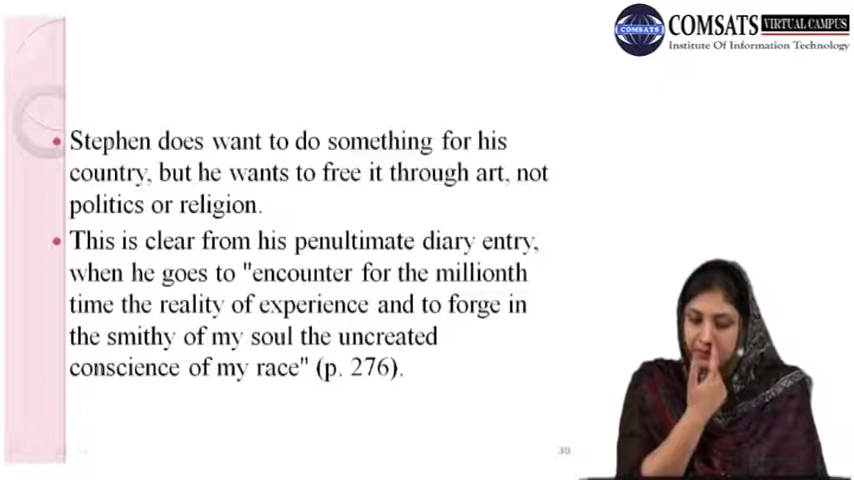 COMSATS
COMSATS VIRTUAL CAMPUS
Institute Of Information Technology
Stephen does want to do something for his
country, but he wants to free it through art, not
politics or religion.
This is clear from his penultimate diary entry,
when he goes to "encounter for the millionth
time the reality of experience and to forge in
the smithy of my soul the uncreated
conscience of my race" (p. 276).
30